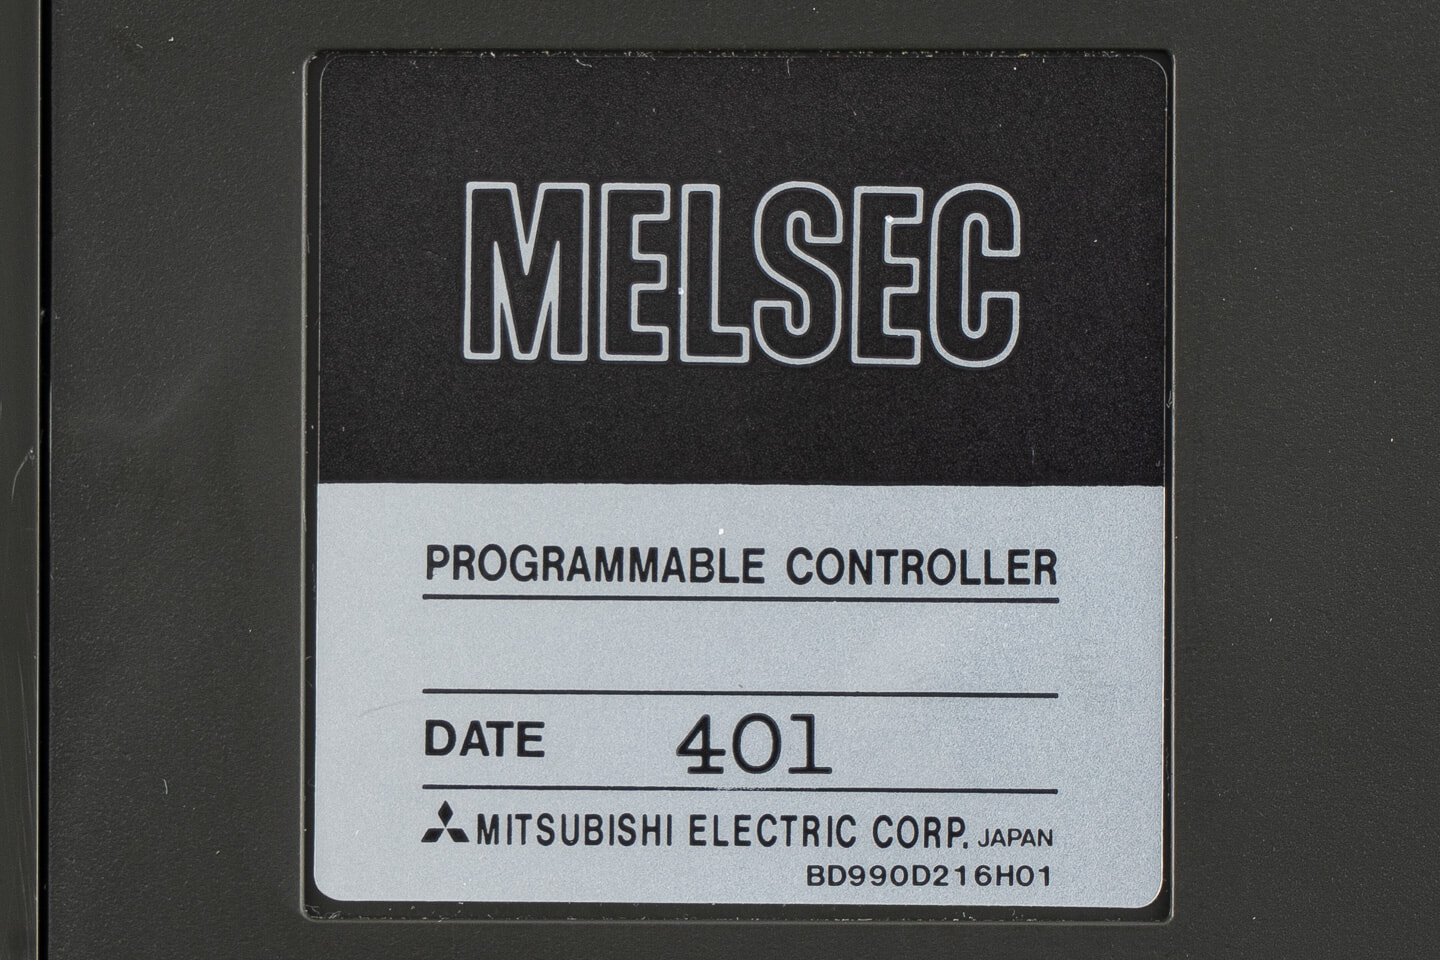 MELSEC
PROGRAMMABLE CONTROLLER
DATE 401
MITSUBISHI ELECTRIC CORP. JAPAN
BD990D216H01